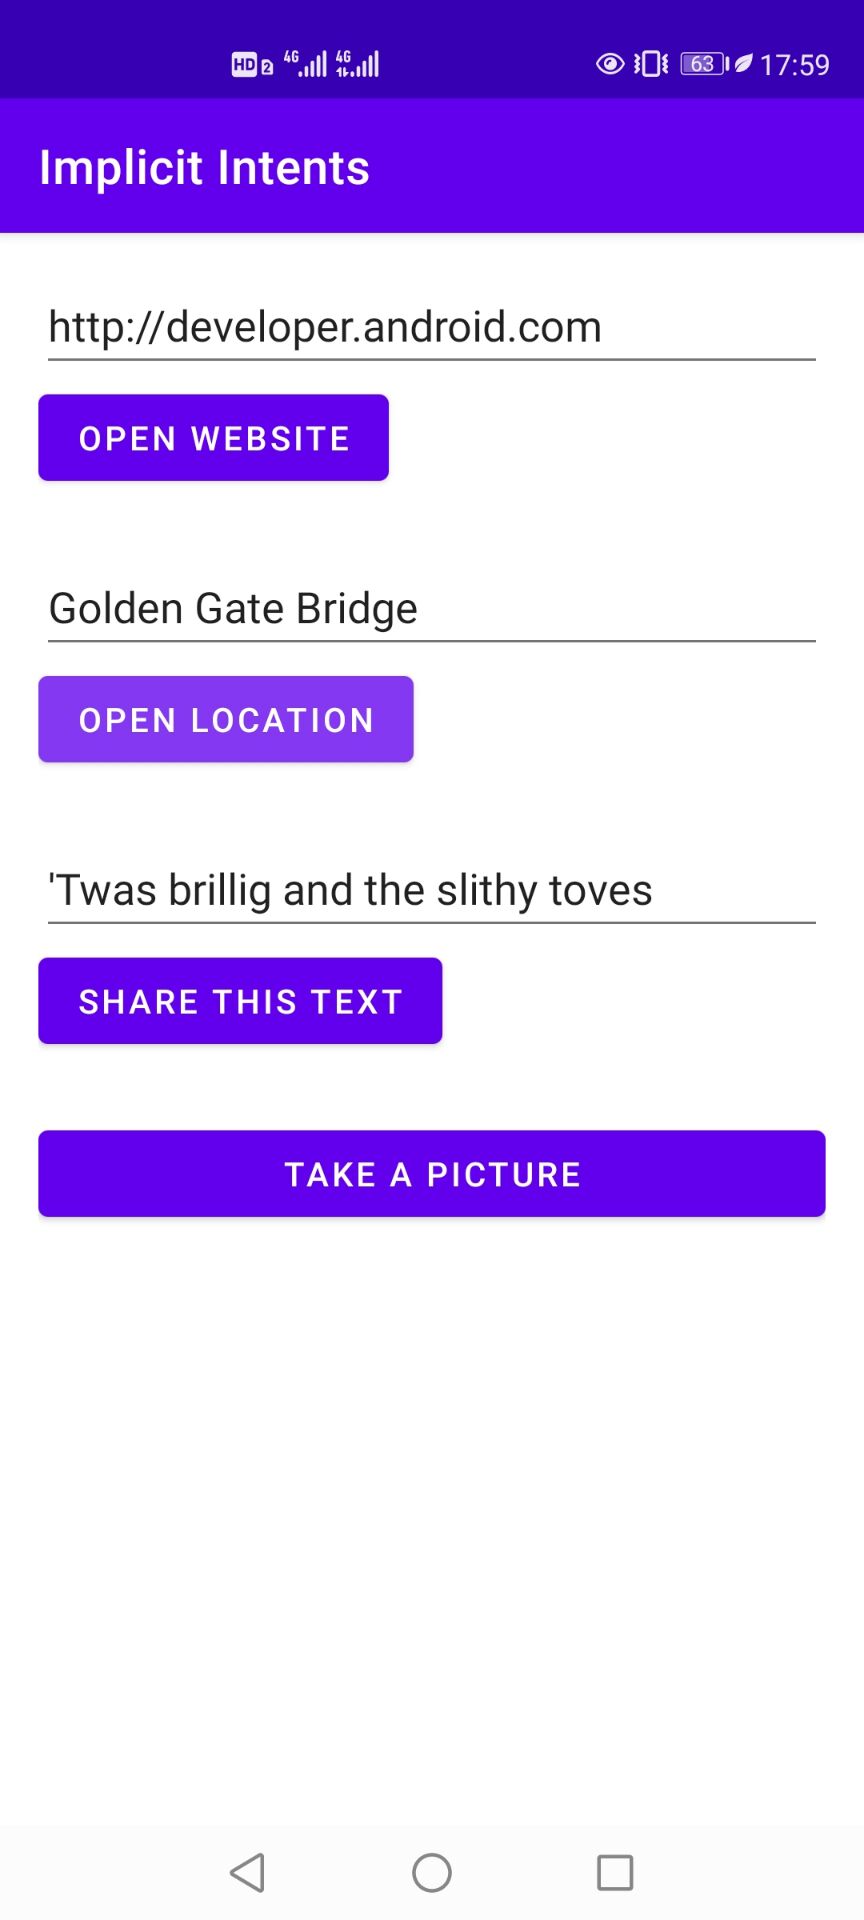 HD 2 4G 4G 63 17:59
Implicit Intents
http://developer.android.com
OPEN WEBSITE
Golden Gate Bridge
OPEN LOCATION
'Twas brillig and the slithy toves
SHARE THIS TEXT
TAKE A PICTURE